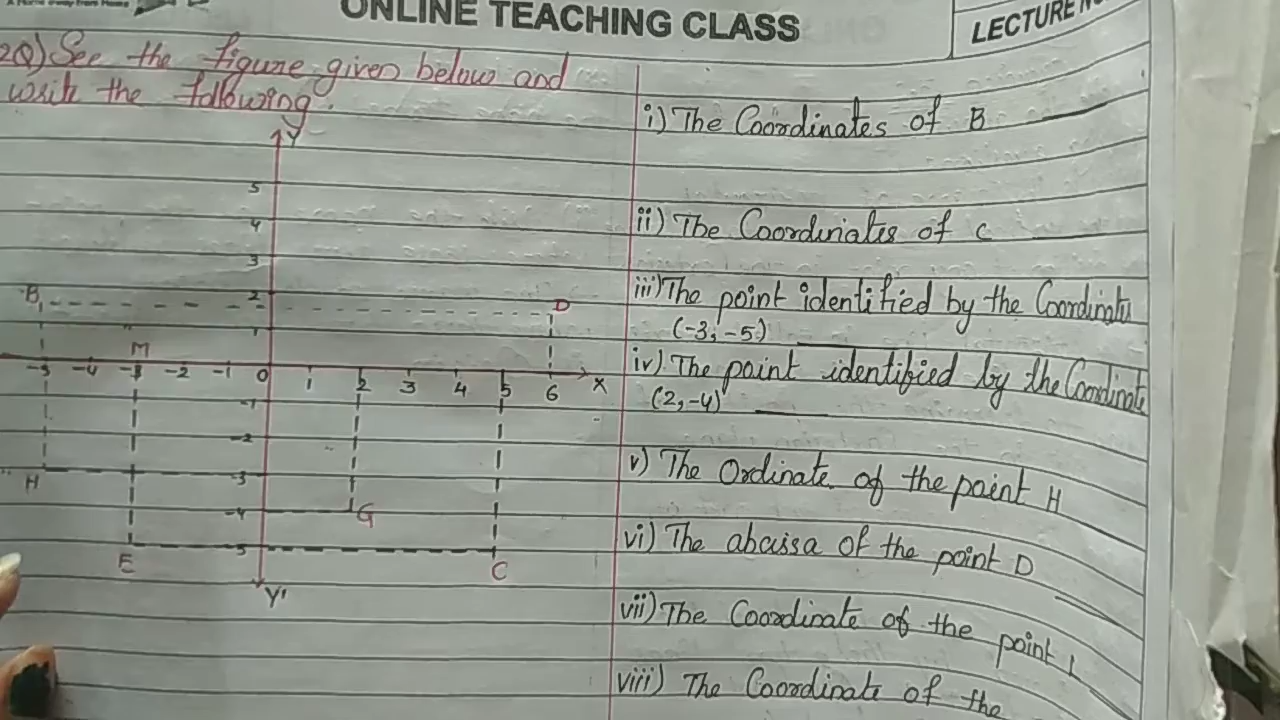 ONLINE TEACHING CLASS
LECTURE
2Q) See the figure given below and
write the following.
Y
5
4
3
2
1
B
D
M
-5 -4 -3 -2 -1 0 1 2 3 4 5 6 X
-1
-2
-3
-4
-5
H
G
E
C
Y'
i) The Coordinates of B
ii) The Coordinates of C
iii) The point identified by the Coordinate
(-3, -5)
iv) The point identified by the Coordinate
(2, -4)
v) The Ordinate of the point H
vi) The abcissa of the point D
vii) The Coordinate of the point L
viii) The Coordinate of the